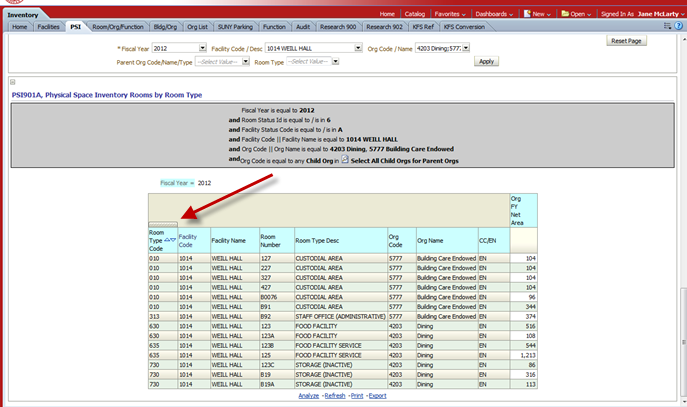 Inventory
Home Catalog Favorites Dashboards New Open Signed In As Jane McLarty
Home Facilities PSI Room/Org/Function Bldg/Org Org List SUNY Parking Function Audit Research 900 Research 902 KFS Ref KFS Conversion
Reset Page
* Fiscal Year 2012 Facility Code / Desc 1014 WEILL HALL Org Code / Name 4203 Dining;577
Parent Org Code/Name/Type --Select Value-- Room Type --Select Value-- Apply
PSI901A, Physical Space Inventory Rooms by Room Type
Fiscal Year is equal to 2012
and Room Status Id is equal to / is in 6
and Facility Status Code is equal to / is in A
and Facility Code || Facility Name is equal to 1014 WEILL HALL
and Org Code || Org Name is equal to 4203 Dining, 5777 Building Care Endowed
and Org Code is equal to any Child Org in Select All Child Orgs for Parent Orgs
Fiscal Year = 2012
Org FY Net Area
Room Type Code Facility Code Facility Name Room Number Room Type Desc Org Code Org Name CC/EN
010 1014 WEILL HALL 127 CUSTODIAL AREA 5777 Building Care Endowed EN 104
010 1014 WEILL HALL 227 CUSTODIAL AREA 5777 Building Care Endowed EN 104
010 1014 WEILL HALL 327 CUSTODIAL AREA 5777 Building Care Endowed EN 104
010 1014 WEILL HALL 427 CUSTODIAL AREA 5777 Building Care Endowed EN 104
010 1014 WEILL HALL B0076 CUSTODIAL AREA 5777 Building Care Endowed EN 96
010 1014 WEILL HALL B91 CUSTODIAL AREA 5777 Building Care Endowed EN 344
313 1014 WEILL HALL B92 STAFF OFFICE (ADMINISTRATIVE) 5777 Building Care Endowed EN 374
630 1014 WEILL HALL 123 FOOD FACILITY 4203 Dining EN 516
630 1014 WEILL HALL 123A FOOD FACILITY 4203 Dining EN 108
635 1014 WEILL HALL 123B FOOD FACILITY SERVICE 4203 Dining EN 544
635 1014 WEILL HALL 125 FOOD FACILITY SERVICE 4203 Dining EN 1,213
730 1014 WEILL HALL 123C STORAGE (INACTIVE) 4203 Dining EN 86
730 1014 WEILL HALL B19 STORAGE (INACTIVE) 4203 Dining EN 316
730 1014 WEILL HALL B19A STORAGE (INACTIVE) 4203 Dining EN 113
Analyze - Refresh - Print - Export